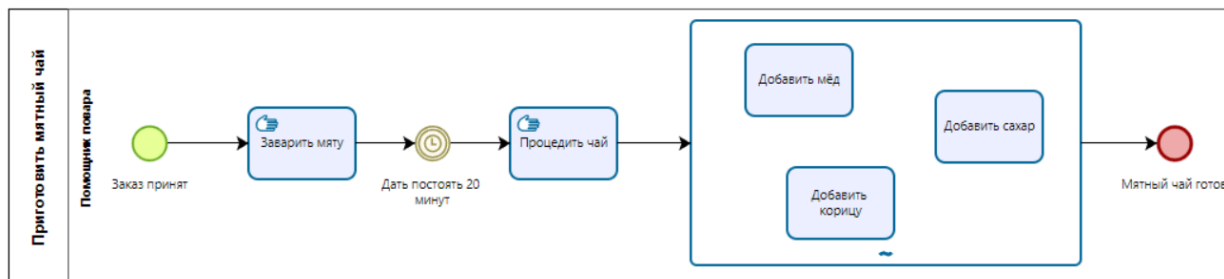 Приготовить мятный чай
Помощник повара
Заказ принят
Заварить мяту
Дать постоять 20
минут
Процедить чай
Добавить мёд
Добавить сахар
Добавить
корицу
Мятный чай готов